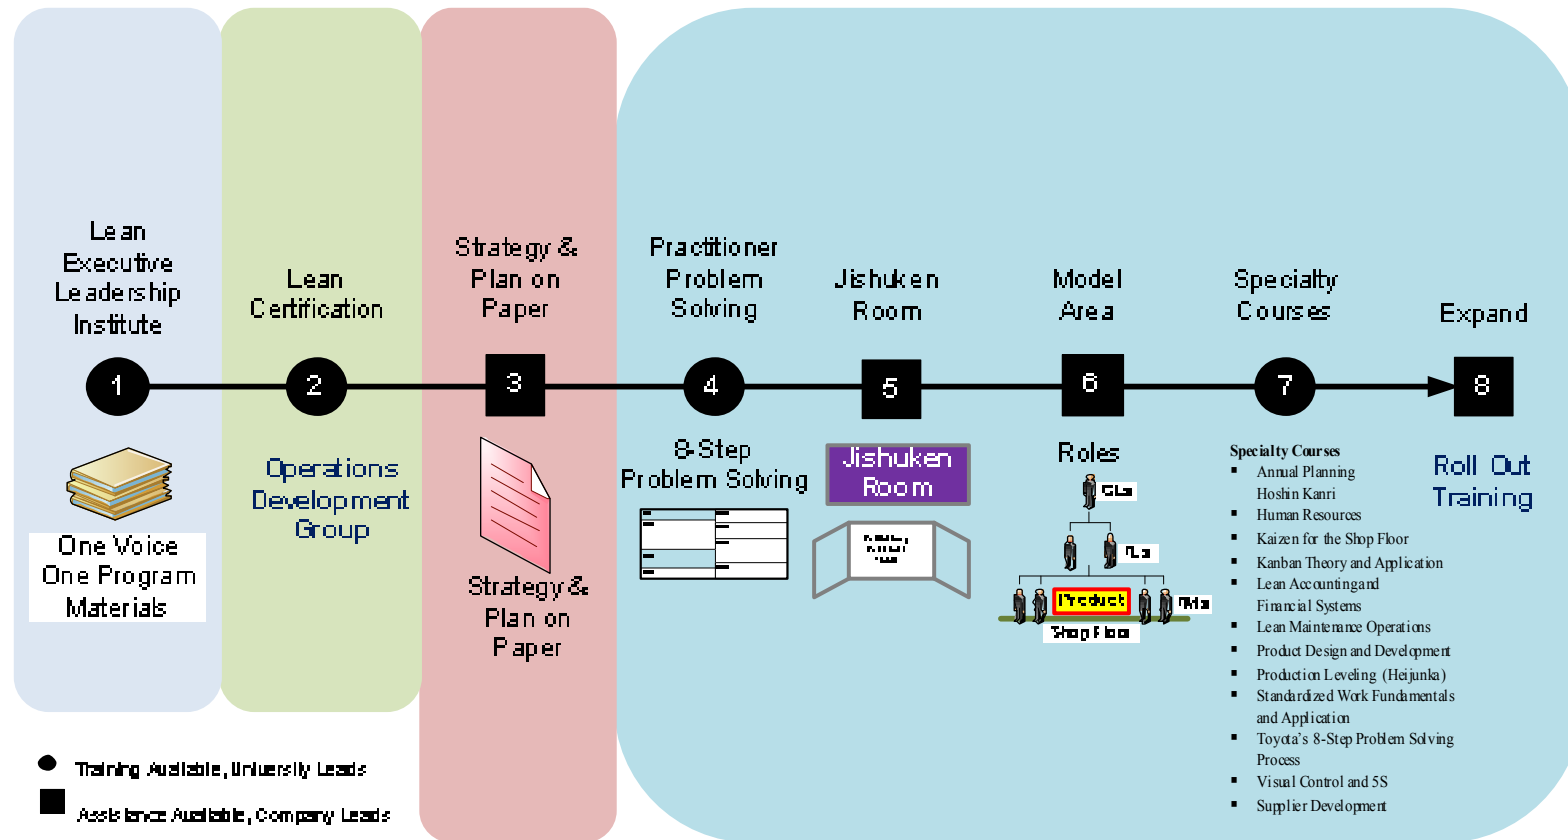 Lean
Executive
Leadership
Institute
1
One Voice
One Program
Materials
Lean
Certification
2
Operations
Development
Group
Strategy &
Plan on
Paper
3
Strategy &
Plan on
Paper
Practitioner
Problem
Solving
4
8-Step
Problem Solving
Jishuken
Room
5
Jishuken
Room
Model
Area
6
Roles
GLs
TLs
Product
TMs
Shop Floor
Specialty
Courses
7
Specialty Courses
▪ Annual Planning
Hoshin Kanri
▪ Human Resources
▪ Kaizen for the Shop Floor
▪ Kanban Theory and Application
▪ Lean Accounting and
Financial Systems
▪ Lean Maintenance Operations
▪ Product Design and Development
▪ Production Leveling (Heijunka)
▪ Standardized Work Fundamentals
and Application
▪ Toyota's 8-Step Problem Solving
Process
▪ Visual Control and 5S
▪ Supplier Development
Expand
8
Roll Out
Training
Training Available, University Leads
Assistance Available, Company Leads